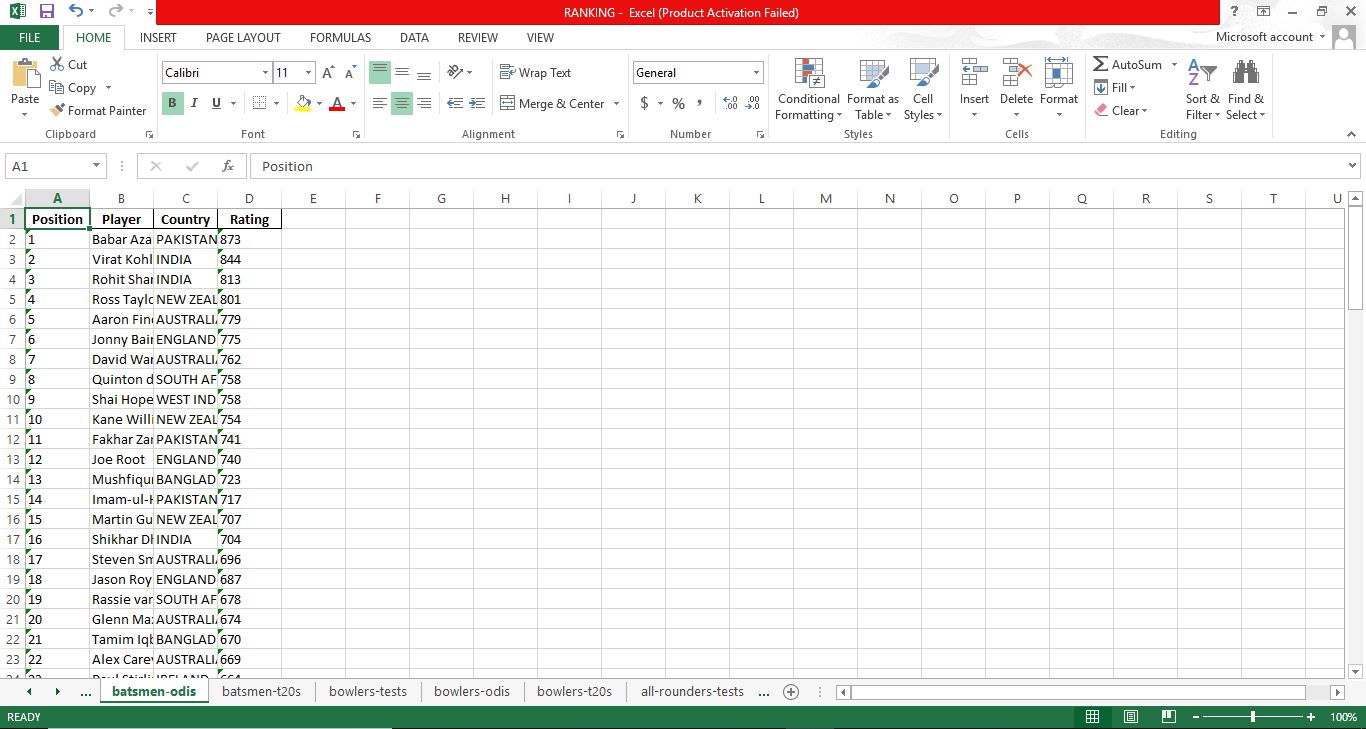 RANKING - Excel (Product Activation Failed)
?
FILE HOME INSERT PAGE LAYOUT FORMULAS DATA REVIEW VIEW Microsoft account
Cut
Copy
Format Painter
Paste
Clipboard
Calibri 11 A A
B I U A
Font
Wrap Text
Merge & Center
Alignment
General
$ % , .0 .00
Number
Conditional Formatting
Format as Table
Cell Styles
Styles
Insert Delete Format
Cells
AutoSum
Fill
Clear
Sort & Filter
Find & Select
Editing
A1 fx Position
A B C D E F G H I J K L M N O P Q R S T U
1 Position Player Country Rating
2 1 Babar Aza PAKISTAN 873
3 2 Virat Kohl INDIA 844
4 3 Rohit Shar INDIA 813
5 4 Ross Taylo NEW ZEAL 801
6 5 Aaron Finc AUSTRALI 779
7 6 Jonny Bair ENGLAND 775
8 7 David War AUSTRALI 762
9 8 Quinton d SOUTH AF 758
10 9 Shai Hope WEST IND 758
11 10 Kane Willi NEW ZEAL 754
12 11 Fakhar Zar PAKISTAN 741
13 12 Joe Root ENGLAND 740
14 13 Mushfiqur BANGLAD 723
15 14 Imam-ul-H PAKISTAN 717
16 15 Martin Gu NEW ZEAL 707
17 16 Shikhar Dh INDIA 704
18 17 Steven Sm AUSTRALI 696
19 18 Jason Roy ENGLAND 687
20 19 Rassie var SOUTH AF 678
21 20 Glenn Ma AUSTRALI 674
22 21 Tamim Iqb BANGLAD 670
23 22 Alex Carey AUSTRALI 669
... batsmen-odis batsmen-t20s bowlers-tests bowlers-odis bowlers-t20s all-rounders-tests ...
READY 100%